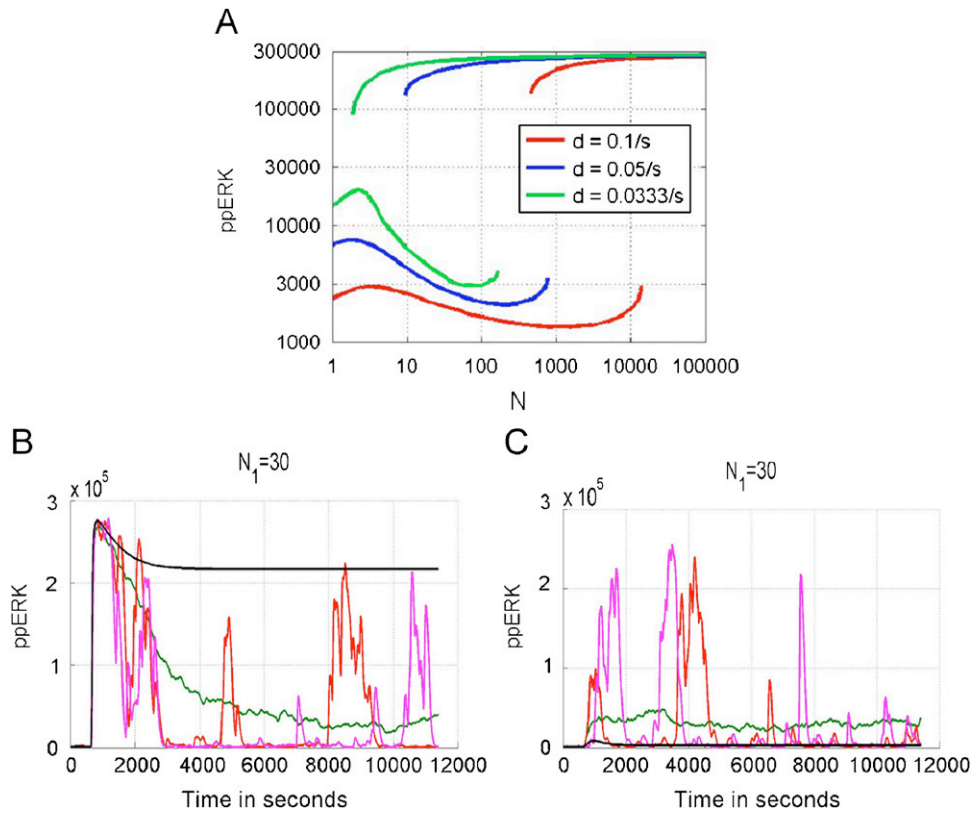 A
300000
100000
30000
10000
3000
1000
ppERK
d = 0.1/s
d = 0.05/s
d = 0.0333/s
1 10 100 1000 10000 100000
N
B
N1=30
x 10^5
3
2
1
0
ppERK
0 2000 4000 6000 8000 10000 12000
Time in seconds
C
N1=30
x 10^5
3
2
1
0
ppERK
0 2000 4000 6000 8000 10000 12000
Time in seconds